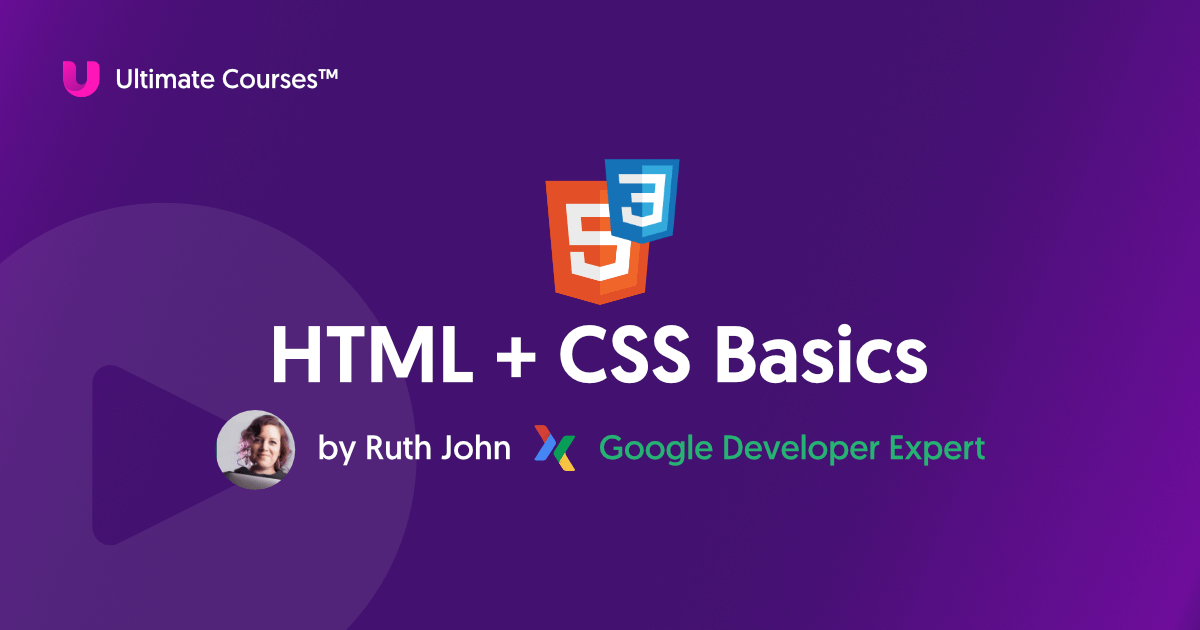 Ultimate Courses™
5
3
HTML + CSS Basics
by Ruth John Google Developer Expert